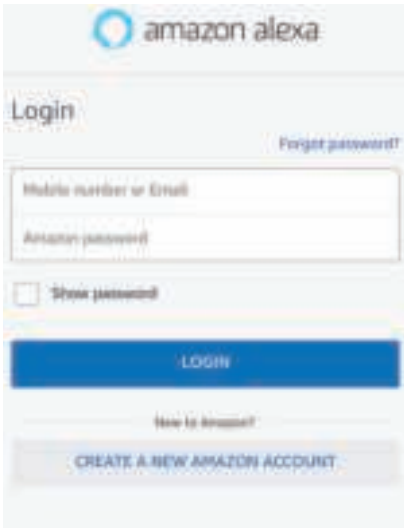 amazon alexa
Login
Forgot password?
Mobile number or Email
Amazon password
Show password
LOGIN
New to Amazon?
CREATE A NEW AMAZON ACCOUNT